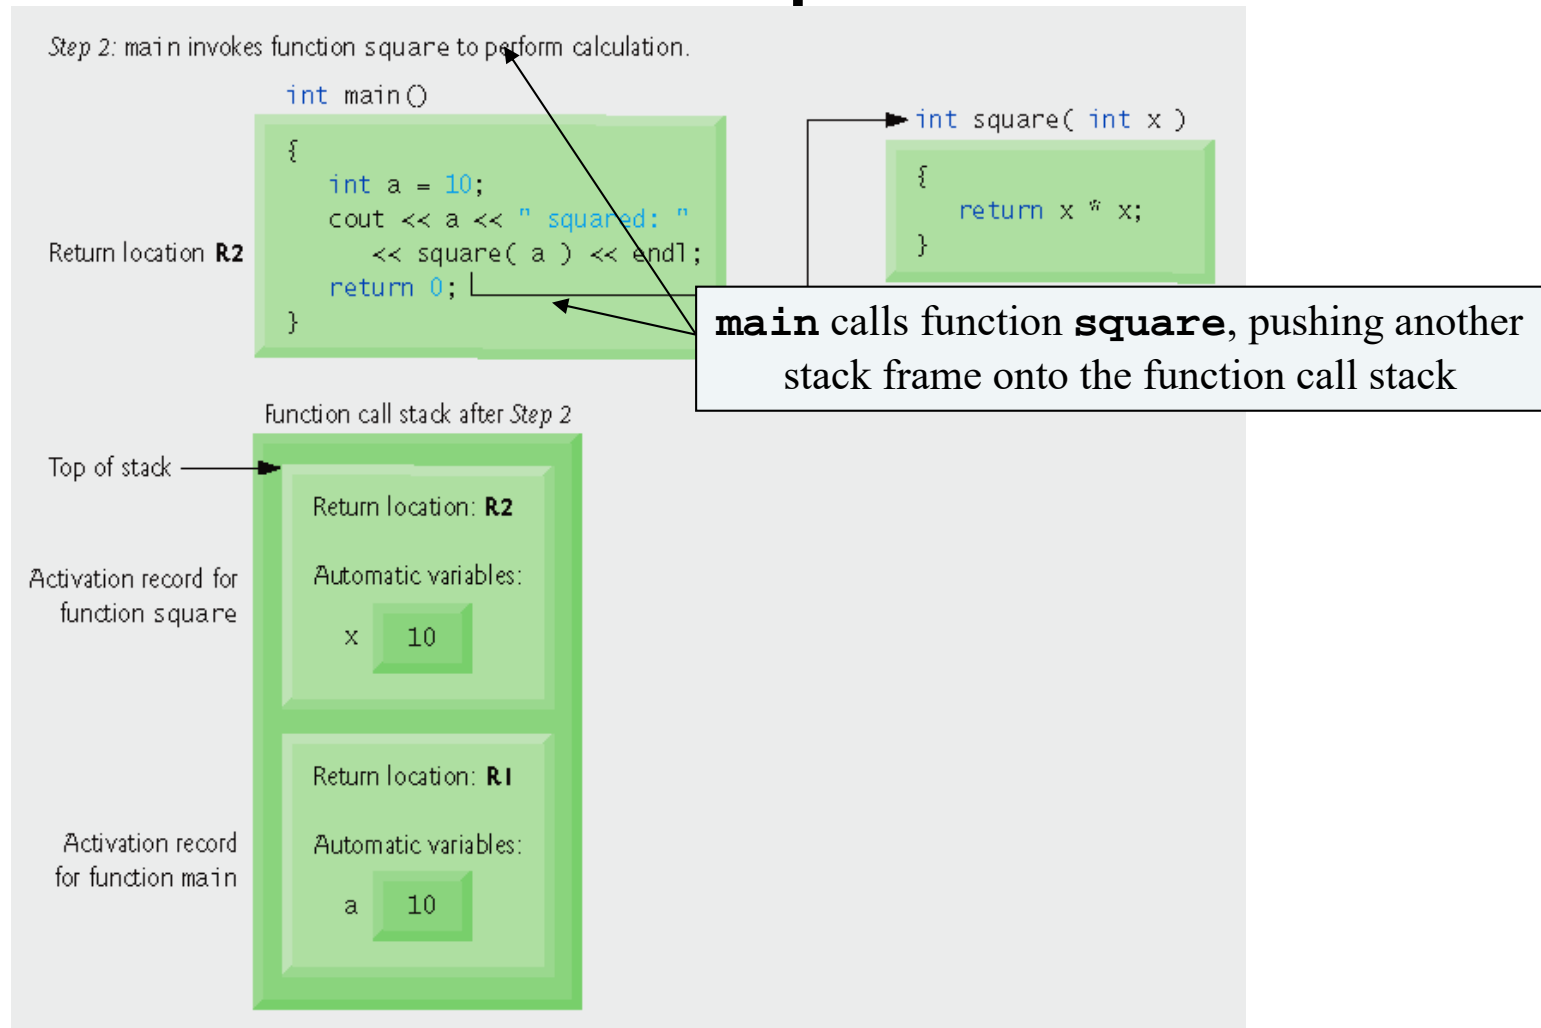 Step 2: main invokes function square to perform calculation.
int main()
{
int a = 10;
cout << a << " squared: "
<< square( a ) << endl;
return 0;
}
Return location R2
int square( int x )
{
return x * x;
}
main calls function square, pushing another
stack frame onto the function call stack
Function call stack after Step 2
Top of stack
Return location: R2
Activation record for
function square
Automatic variables:
x 10
Return location: R1
Activation record
for function main
Automatic variables:
a 10